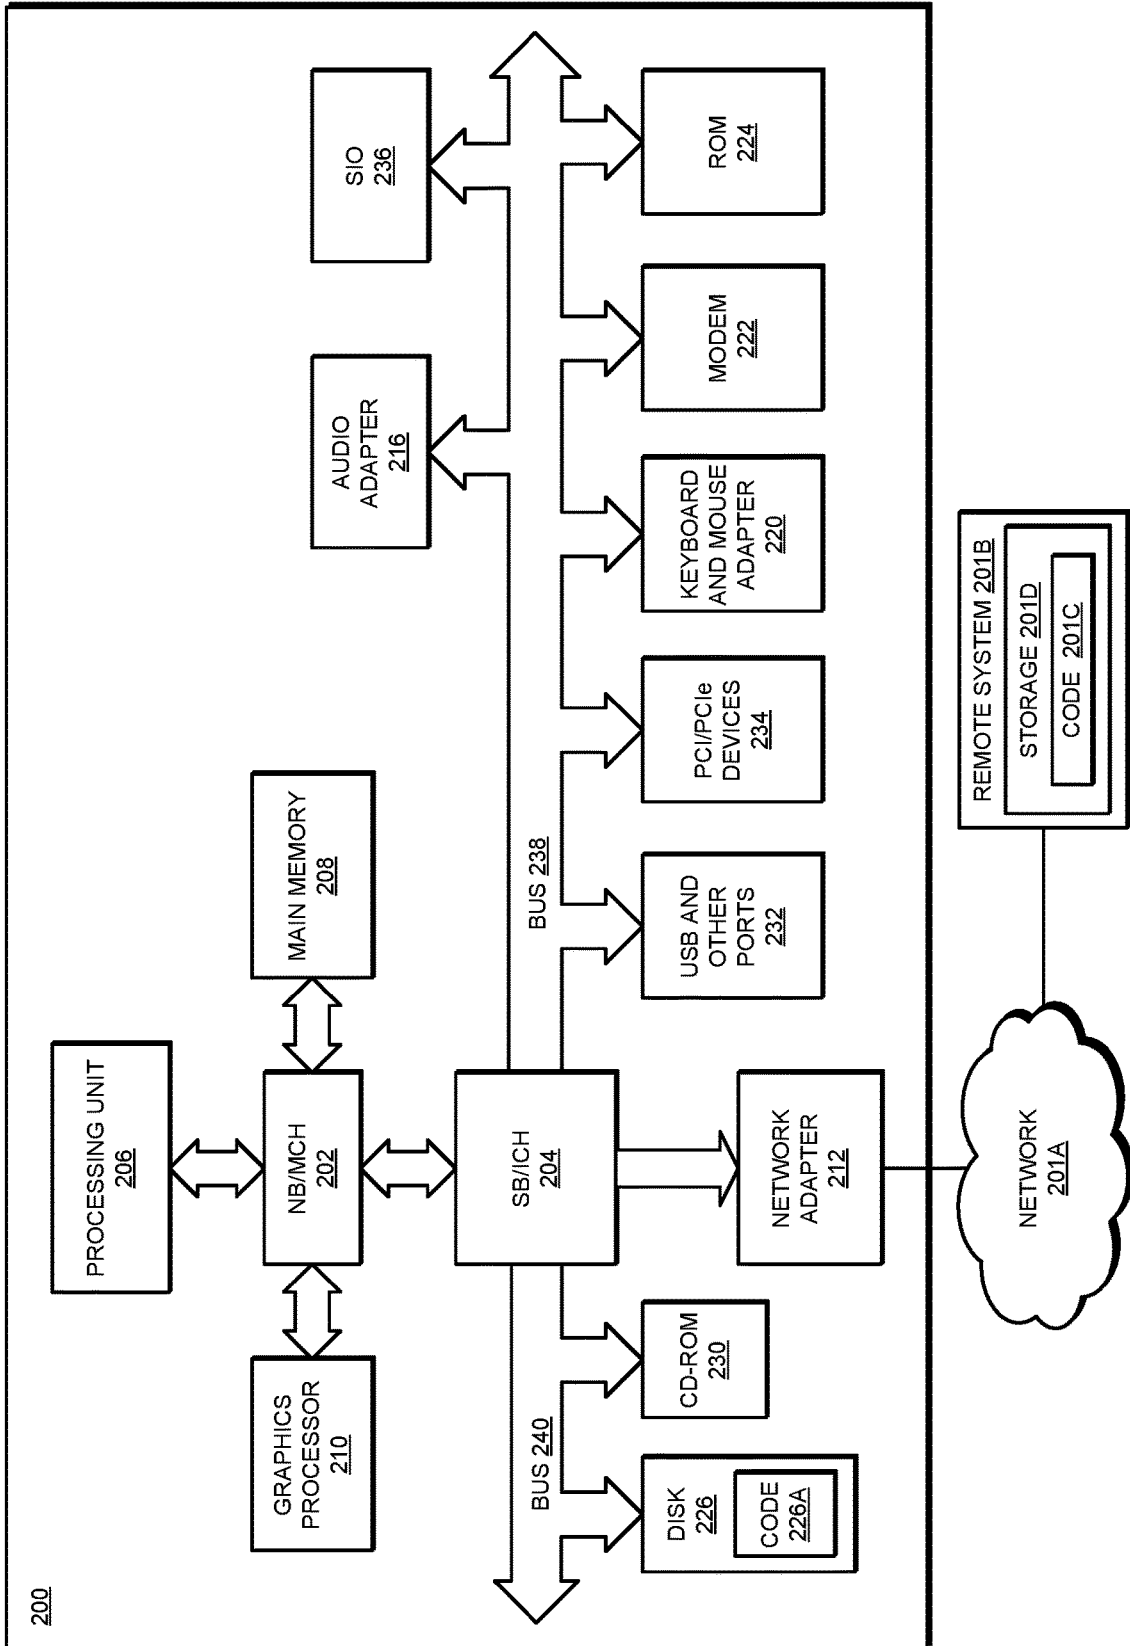 200
PROCESSING UNIT
206
GRAPHICS
PROCESSOR
210
NB/MCH
202
MAIN MEMORY
208
AUDIO
ADAPTER
216
SIO
236
SB/ICH
204
BUS 240
BUS 238
DISK
226
CODE
226A
CD-ROM
230
NETWORK
ADAPTER
212
USB AND
OTHER
PORTS
232
PCI/PCIe
DEVICES
234
KEYBOARD
AND MOUSE
ADAPTER
220
MODEM
222
ROM
224
NETWORK
201A
REMOTE SYSTEM 201B
STORAGE 201D
CODE 201C